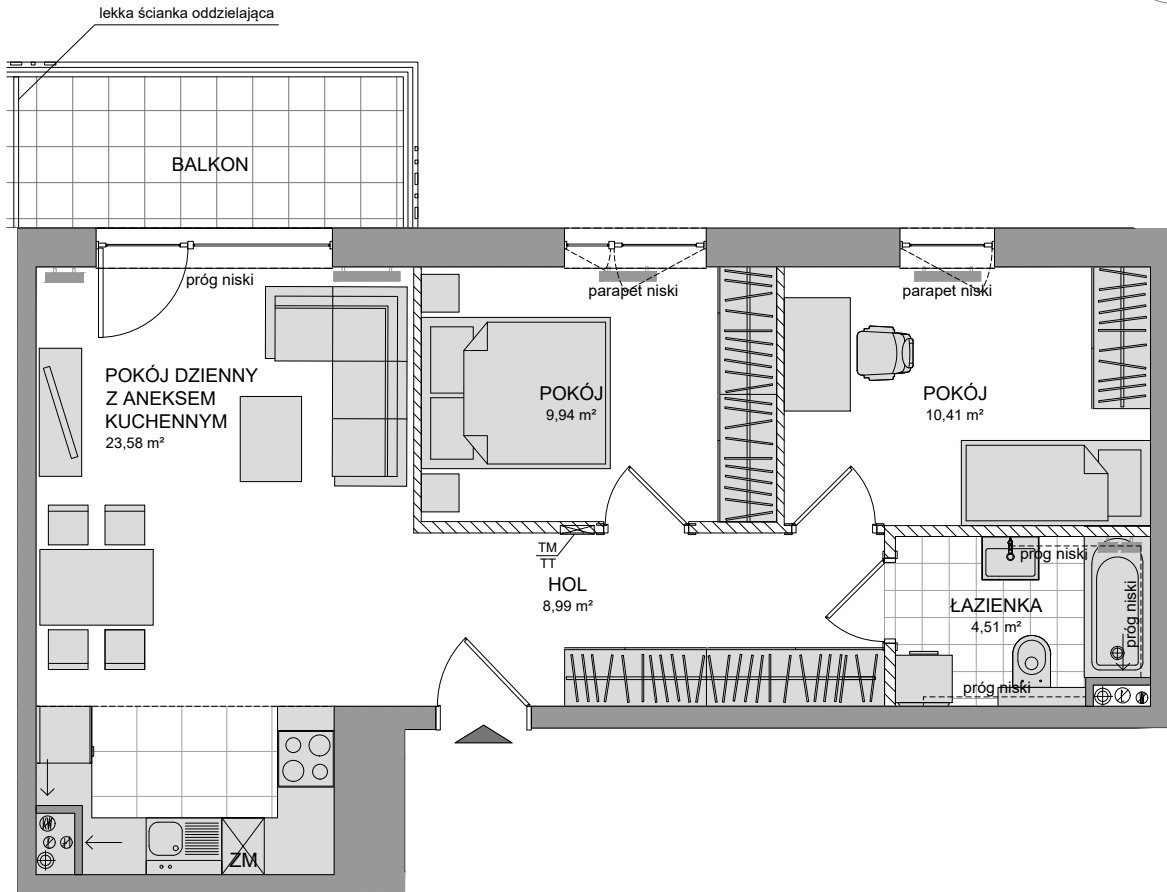 lekka ścianka oddzielająca
BALKON
próg niski
parapet niski
parapet niski
POKÓJ DZIENNY
Z ANEKSEM
KUCHENNYM
23,58 m²
POKÓJ
9,94 m²
POKÓJ
10,41 m²
TM
TT
HOL
8,99 m²
próg niski
ŁAZIENKA
4,51 m²
próg niski
próg niski
ZM